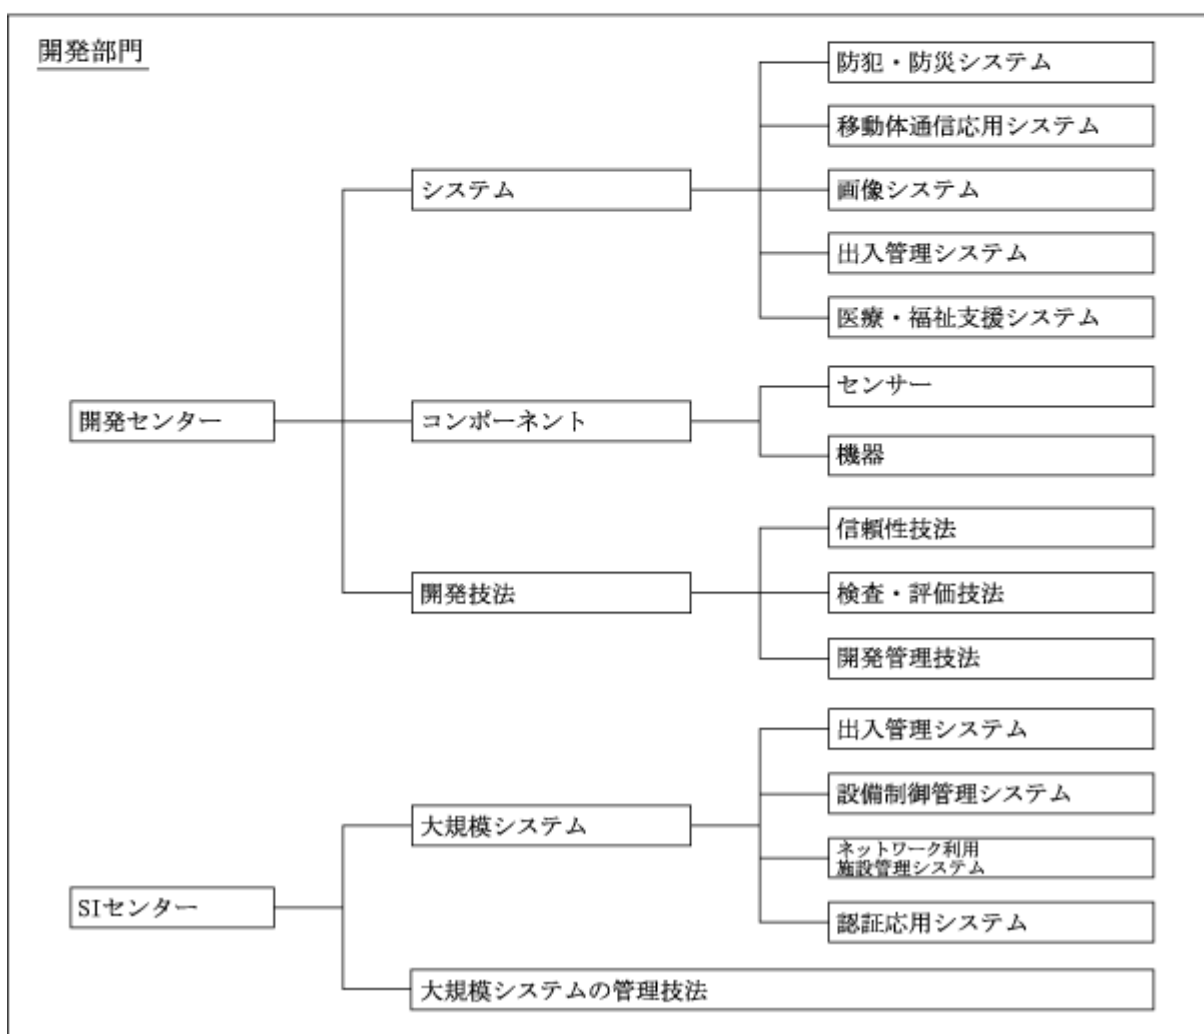 開発部門
防犯・防災システム
移動体通信応用システム
システム
画像システム
出入管理システム
医療・福祉支援システム
センサー
開発センター
コンポーネント
機器
信頼性技法
開発技法
検査・評価技法
開発管理技法
出入管理システム
設備制御管理システム
大規模システム
ネットワーク利用
施設管理システム
SIセンター
認証応用システム
大規模システムの管理技法